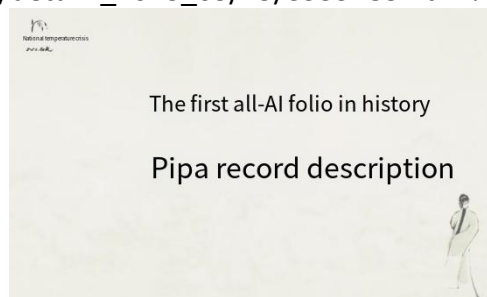 National temperature crisis
The first all-AI folio in history
Pipa record description